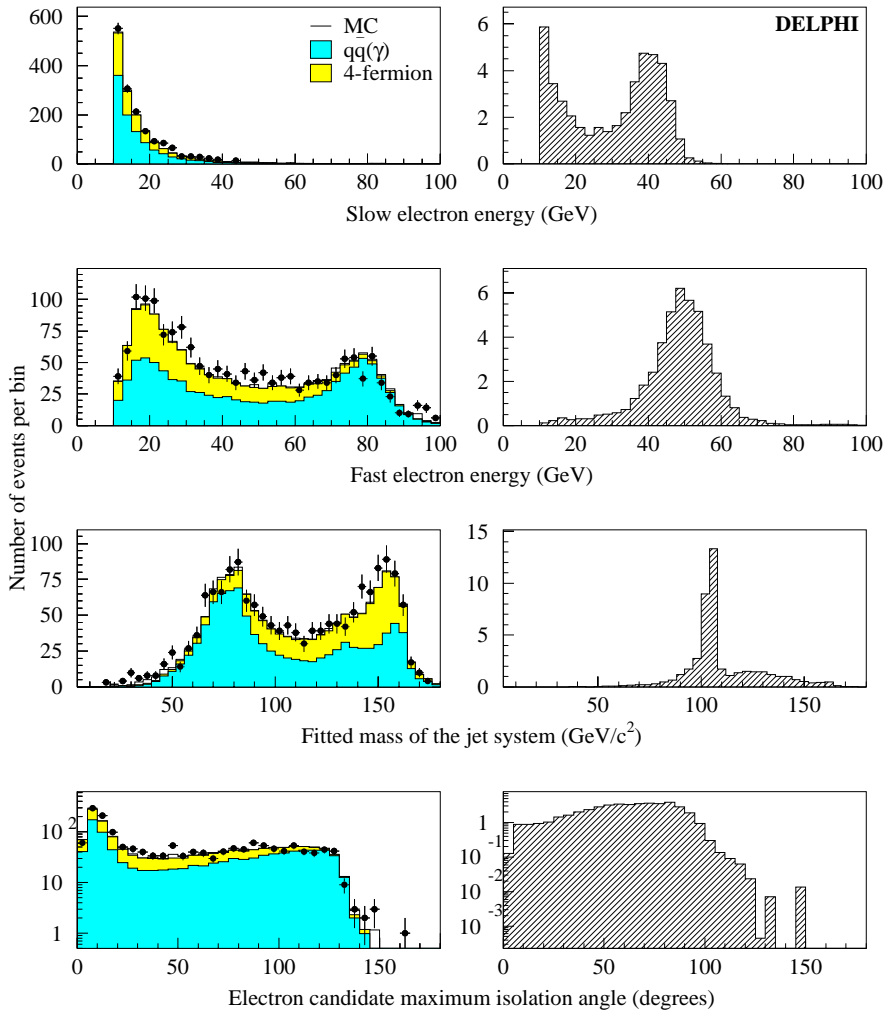 600
400
200
0
0 20 40 60 80 100
MC
qq̄(γ)
4-fermion
6
4
2
0
0 20 40 60 80 100
DELPHI
Slow electron energy (GeV)
100
75
50
25
0
0 20 40 60 80 100
6
4
2
0
0 20 40 60 80 100
Fast electron energy (GeV)
Number of events per bin
100
75
50
25
0
50 100 150
15
10
5
0
50 100 150
Fitted mass of the jet system (GeV/c²)
10²
10
1
0 50 100 150
1
10⁻¹
10⁻²
10⁻³
0 50 100 150
Electron candidate maximum isolation angle (degrees)